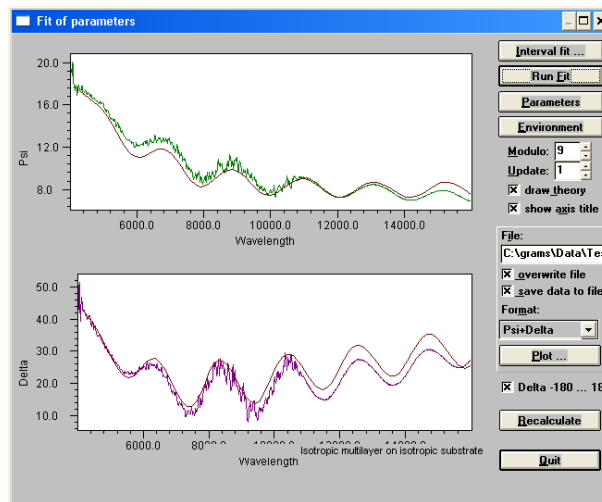 Fit of parameters
20.0
16.0
12.0
8.0
Psi
4000.0
6000.0
8000.0
10000.0
12000.0
14000.0
Wavelength
50.0
40.0
30.0
20.0
10.0
Delta
6000.0
8000.0
Isotropic multilayer on isotropic substrate
Wavelength
Interval fit ...
Run Fit
Parameters
Environment
Modulo: 9
Update: 1
draw theory
show axis title
File:
C:\grams\Data\Te
overwrite file
save data to file
Format:
Psi+Delta
Plot ...
Delta -180 ... 18
Recalculate
Quit